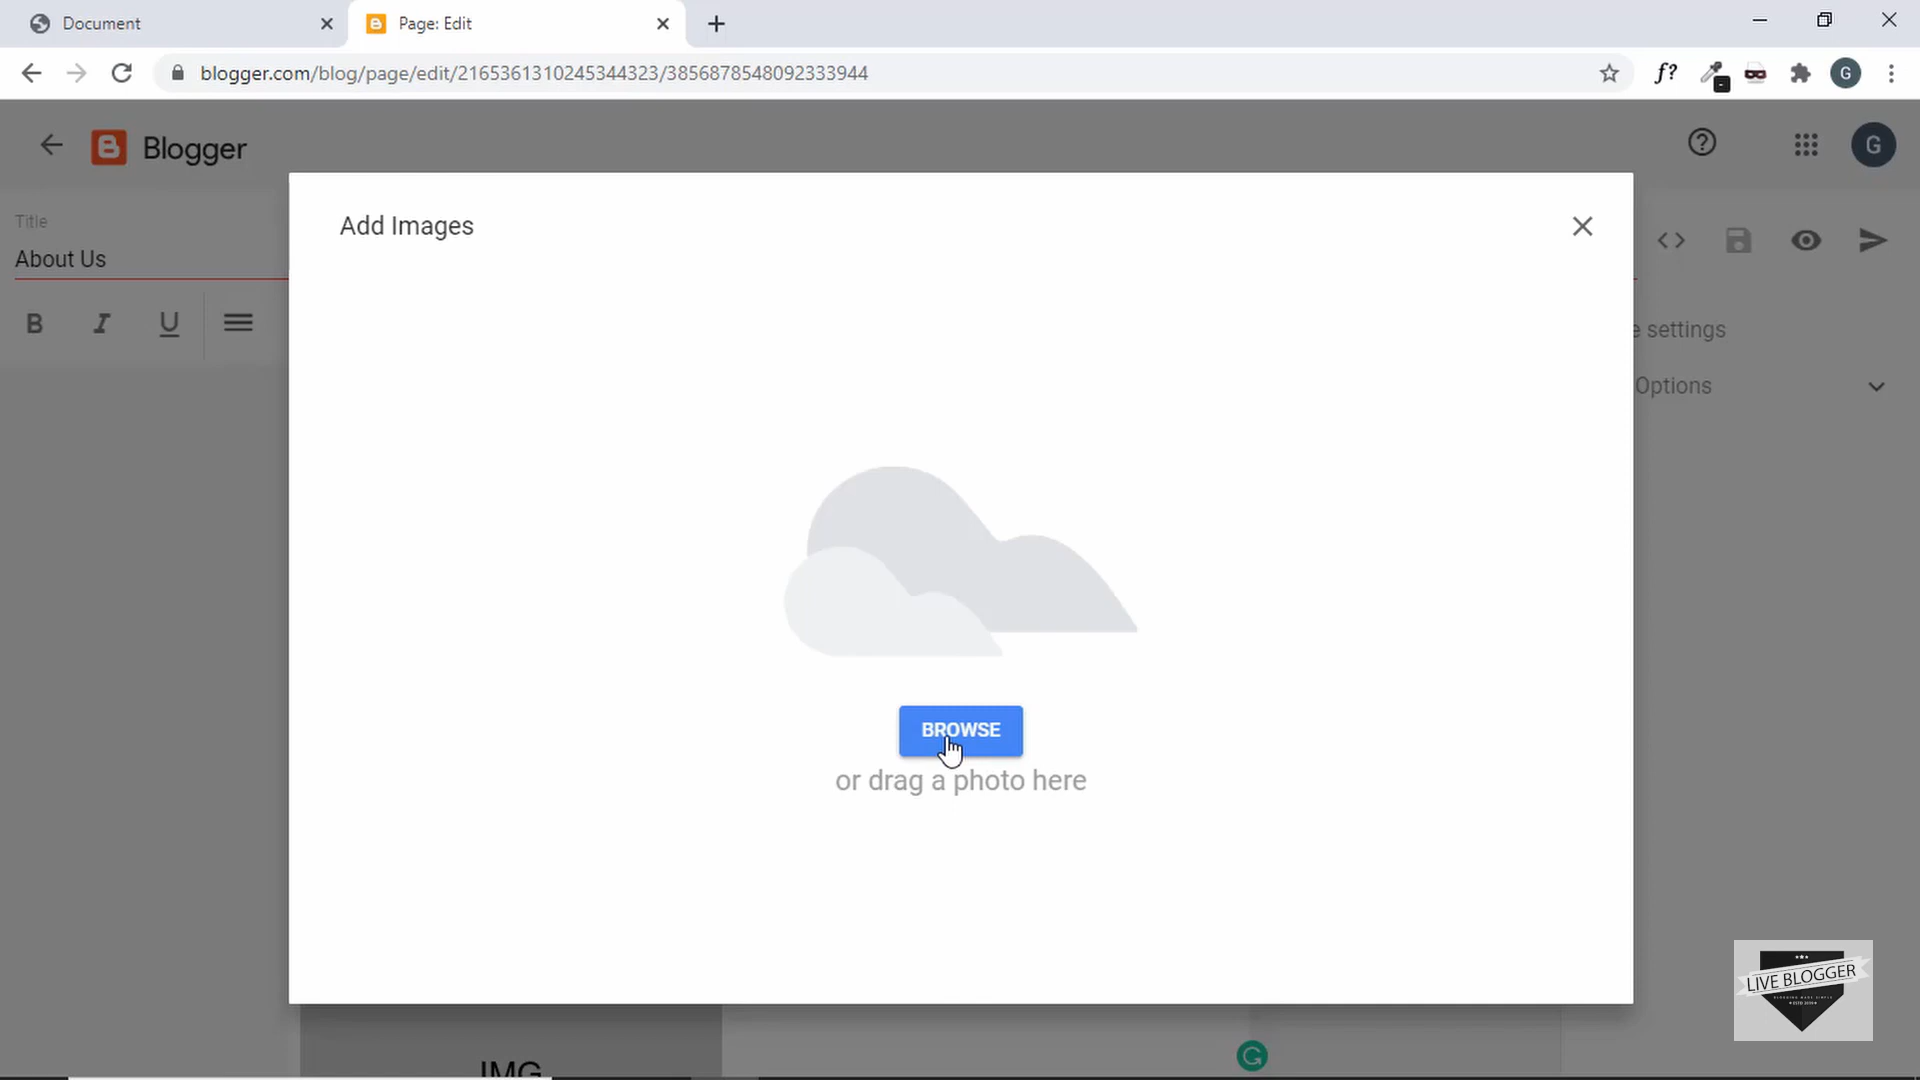 Document
Page: Edit
blogger.com/blog/page/edit/2165361310245344323/3856878548092333944
f?
G
Blogger
G
Title
About Us
Add Images
B I U
e settings
Options
BROWSE
or drag a photo here
LIVE BLOGGER
IMG